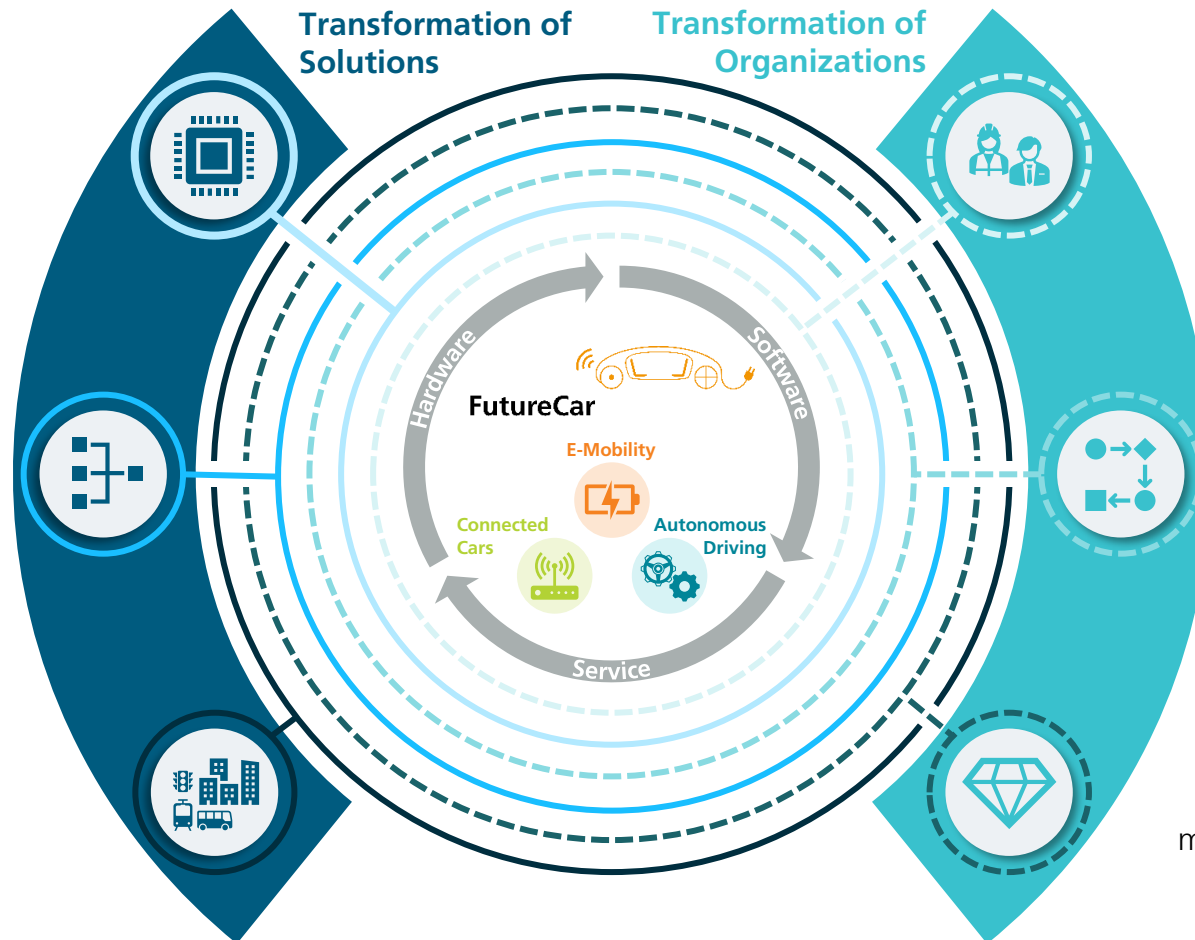 Transformation of
Solutions
Transformation of
Organizations
Hardware
Software
FutureCar
E-Mobility
Connected
Cars
Autonomous
Driving
Service
m